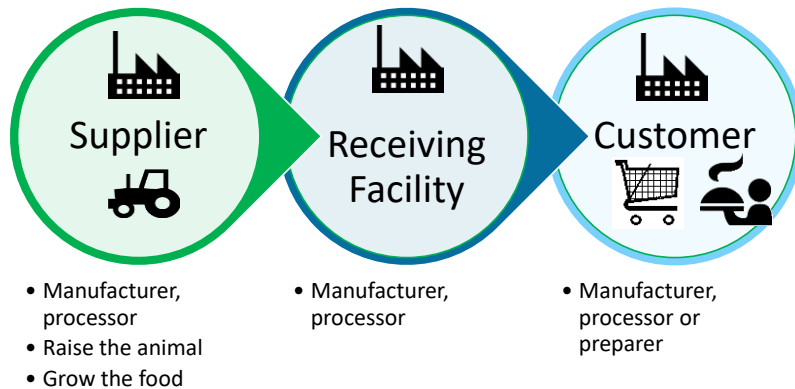 Supplier
Receiving
Facility
Customer
• Manufacturer,
processor
• Raise the animal
• Grow the food
• Manufacturer,
processor
• Manufacturer,
processor or
preparer